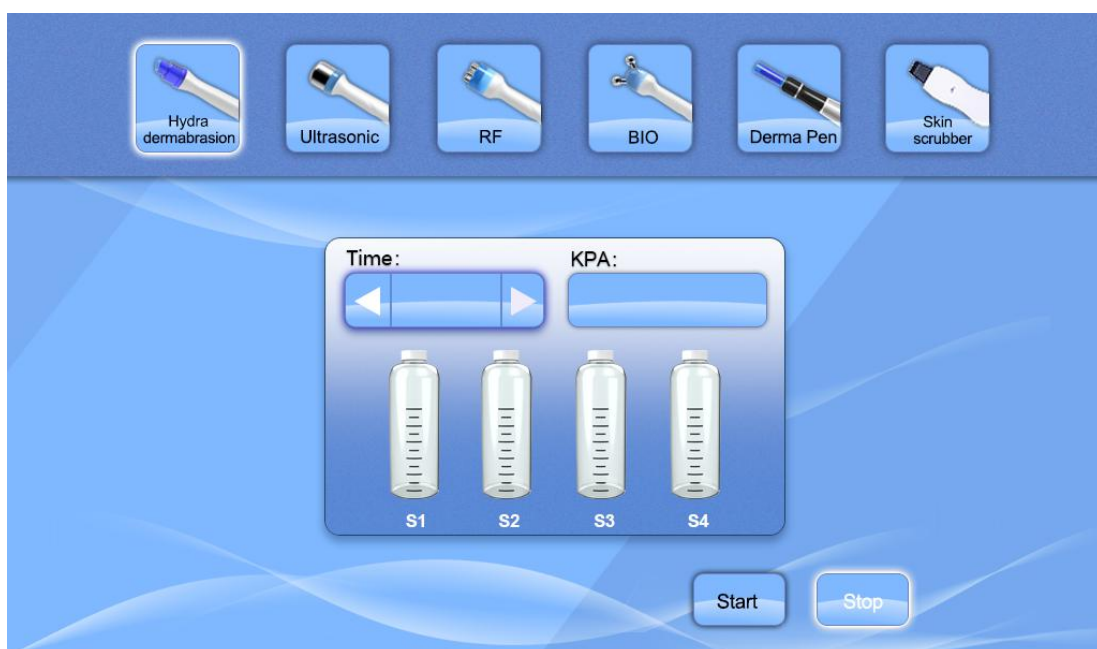 Hydra
dermabrasion
Ultrasonic
RF
BIO
Derma Pen
Skin
scrubber
Time:
KPA:
S1
S2
S3
S4
Start
Stop